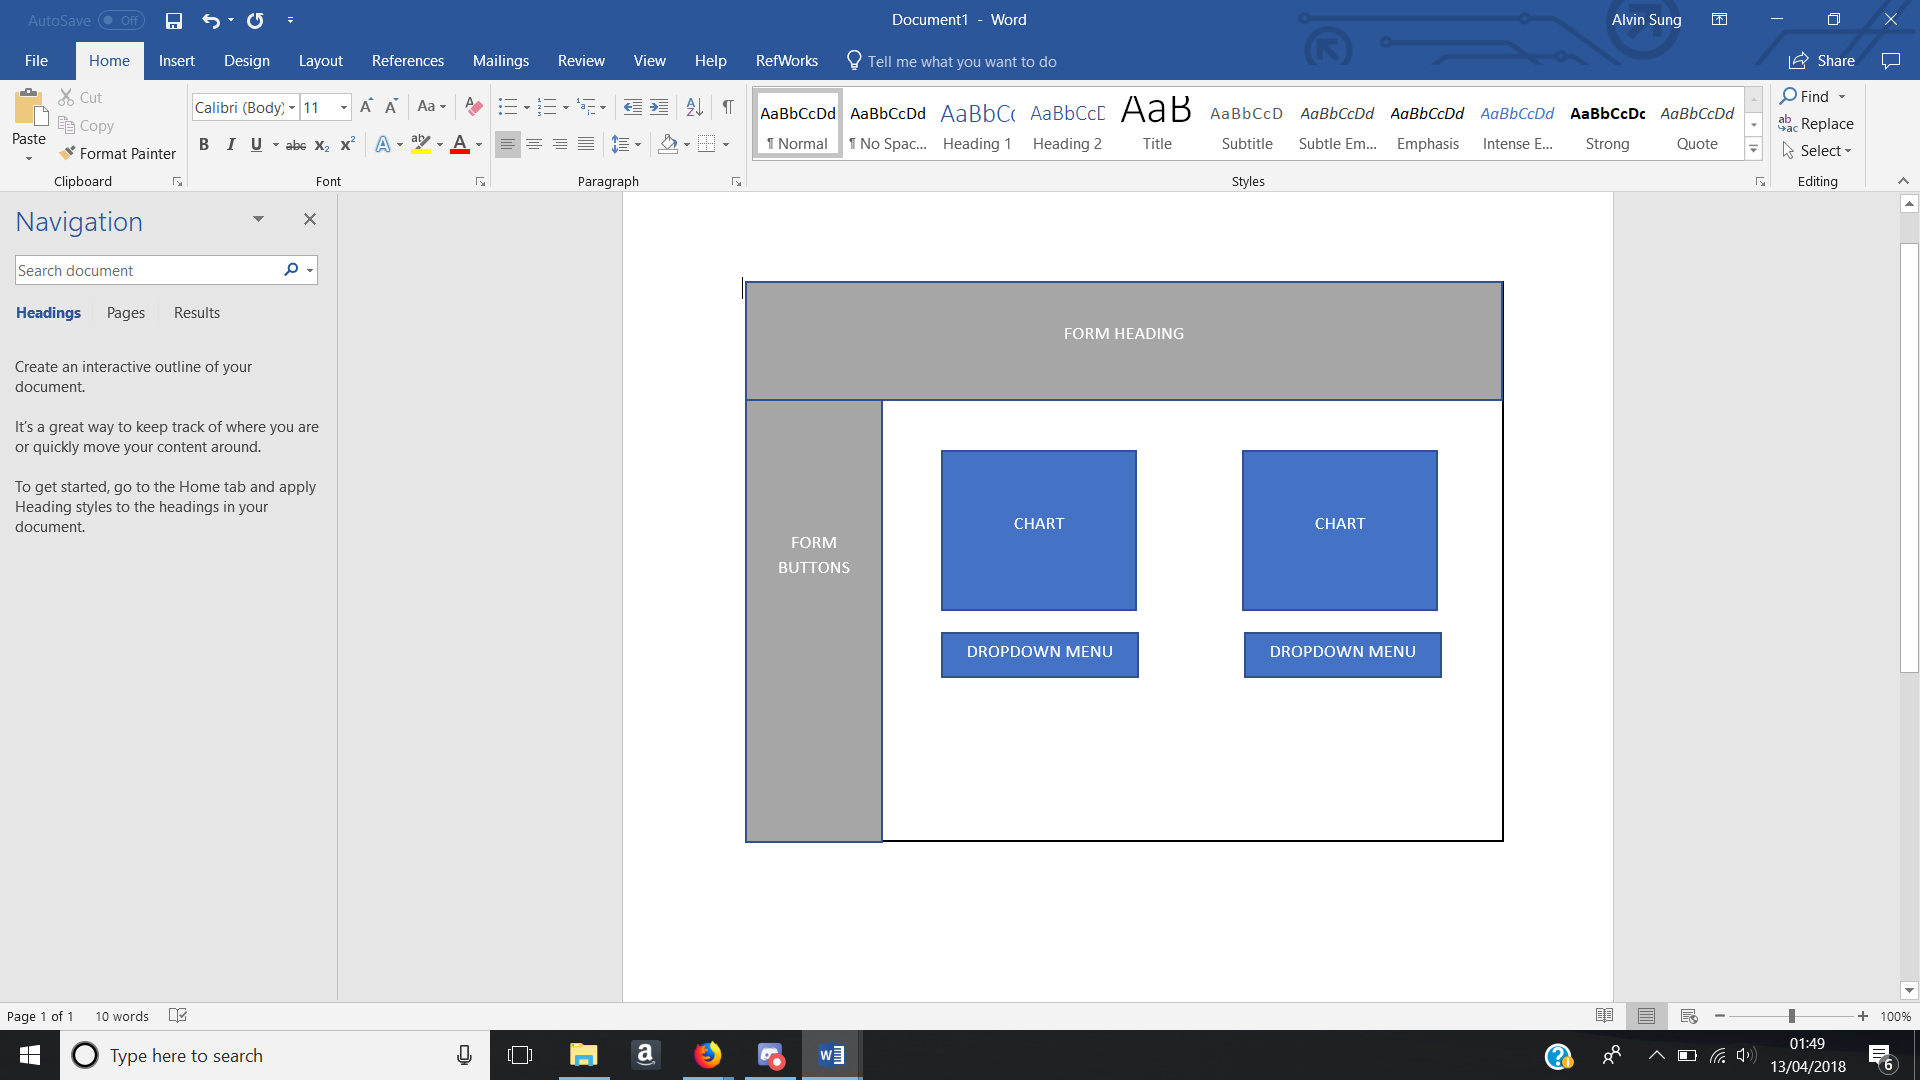 AutoSave Off
Document1 - Word
Alvin Sung
File Home Insert Design Layout References Mailings Review View Help RefWorks Tell me what you want to do
Share
Paste
Cut
Copy
Format Painter
Clipboard
Calibri (Body) 11
Font
Paragraph
AaBbCcDd AaBbCcDd AaBbCc AaBbCcD AaB AaBbCcD AaBbCcDd AaBbCcDd AaBbCcDd AaBbCcDc AaBbCcDd
¶ Normal ¶ No Spac... Heading 1 Heading 2 Title Subtitle Subtle Em... Emphasis Intense E... Strong Quote
Styles
Find
Replace
Select
Editing
Navigation
Search document
Headings Pages Results
Create an interactive outline of your
document.
It's a great way to keep track of where you are
or quickly move your content around.
To get started, go to the Home tab and apply
Heading styles to the headings in your
document.
FORM HEADING
FORM
BUTTONS
CHART CHART
DROPDOWN MENU DROPDOWN MENU
Page 1 of 1 10 words
100%
Type here to search
01:49
13/04/2018
6